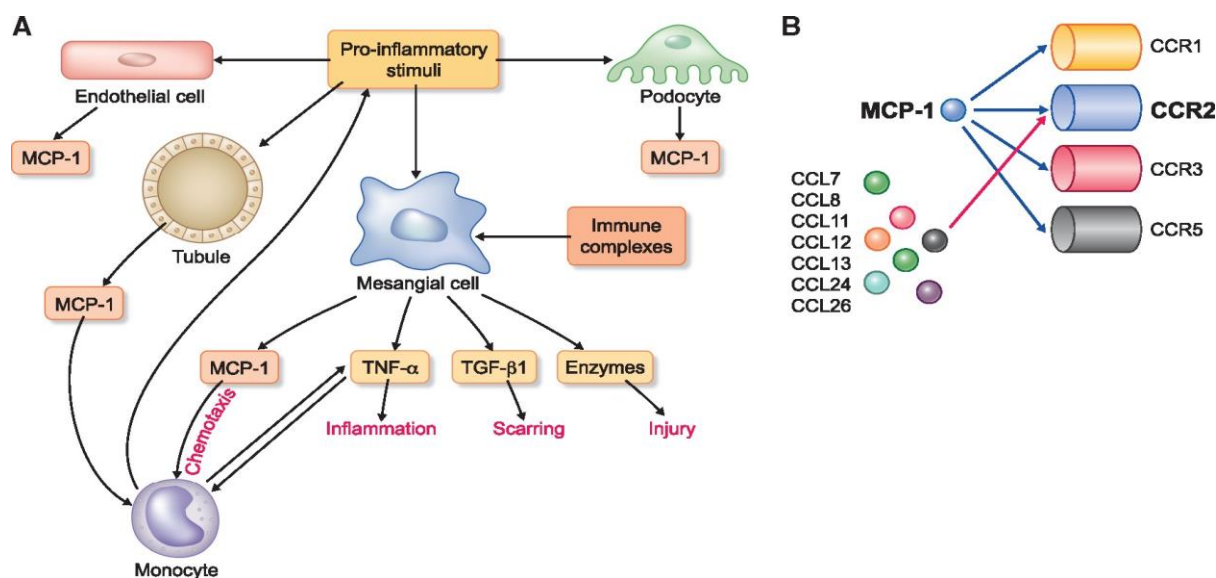 A
Pro-inflammatory
stimuli
Endothelial cell
Podocyte
MCP-1
MCP-1
Tubule
Immune
complexes
Mesangial cell
MCP-1
MCP-1
TNF-α
TGF-β1
Enzymes
Chemotaxis
Inflammation
Scarring
Injury
Monocyte
B
CCR1
MCP-1
CCR2
CCR3
CCR5
CCL7
CCL8
CCL11
CCL12
CCL13
CCL24
CCL26